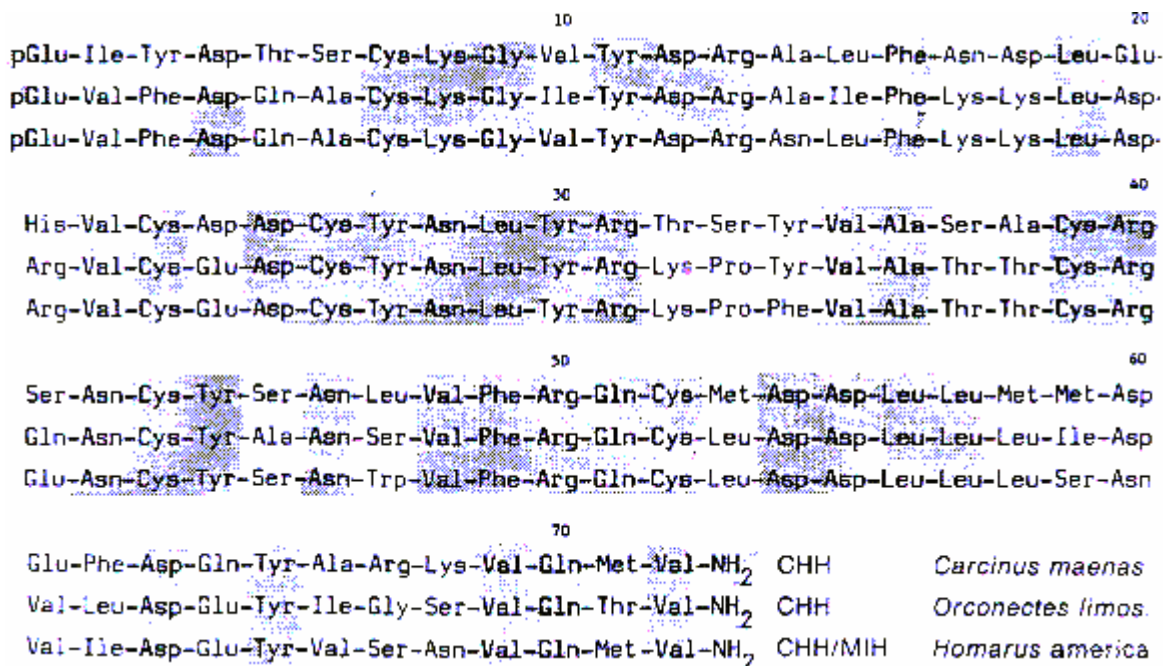 10 20
pGlu-Ile-Tyr-Asp-Thr-Ser-Cys-Lys-Gly-Val-Tyr-Asp-Arg-Ala-Leu-Phe-Asn-Asp-Leu-Glu-
pGlu-Val-Phe-Asp-Gln-Ala-Cys-Lys-Gly-Ile-Tyr-Asp-Arg-Ala-Ile-Phe-Lys-Lys-Leu-Asp-
pGlu-Val-Phe-Asp-Gln-Ala-Cys-Lys-Gly-Val-Tyr-Asp-Arg-Asn-Leu-Phe-Lys-Lys-Leu-Asp-
30 40
His-Val-Cys-Asp-Asp-Cys-Tyr-Asn-Leu-Tyr-Arg-Thr-Ser-Tyr-Val-Ala-Ser-Ala-Cys-Arg
Arg-Val-Cys-Glu-Asp-Cys-Tyr-Asn-Leu-Tyr-Arg-Lys-Pro-Tyr-Val-Ala-Thr-Thr-Cys-Arg
Arg-Val-Cys-Glu-Asp-Cys-Tyr-Asn-Leu-Tyr-Arg-Lys-Pro-Phe-Val-Ala-Thr-Thr-Cys-Arg
50 60
Ser-Asn-Cys-Tyr-Ser-Asn-Leu-Val-Phe-Arg-Gln-Cys-Met-Asp-Asp-Leu-Leu-Met-Met-Asp
Gln-Asn-Cys-Tyr-Ala-Asn-Ser-Val-Phe-Arg-Gln-Cys-Leu-Asp-Asp-Leu-Leu-Leu-Ile-Asp
Glu-Asn-Cys-Tyr-Ser-Asn-Trp-Val-Phe-Arg-Gln-Cys-Leu-Asp-Asp-Leu-Leu-Leu-Ser-Asn
70
Glu-Phe-Asp-Gln-Tyr-Ala-Arg-Lys-Val-Gln-Met-Val-NH2 CHH Carcinus maenas
Val-Leu-Asp-Glu-Tyr-Ile-Gly-Ser-Val-Gln-Thr-Val-NH2 CHH Orconectes limos.
Val-Ile-Asp-Glu-Tyr-Val-Ser-Asn-Val-Gln-Met-Val-NH2 CHH/MIH Homarus america